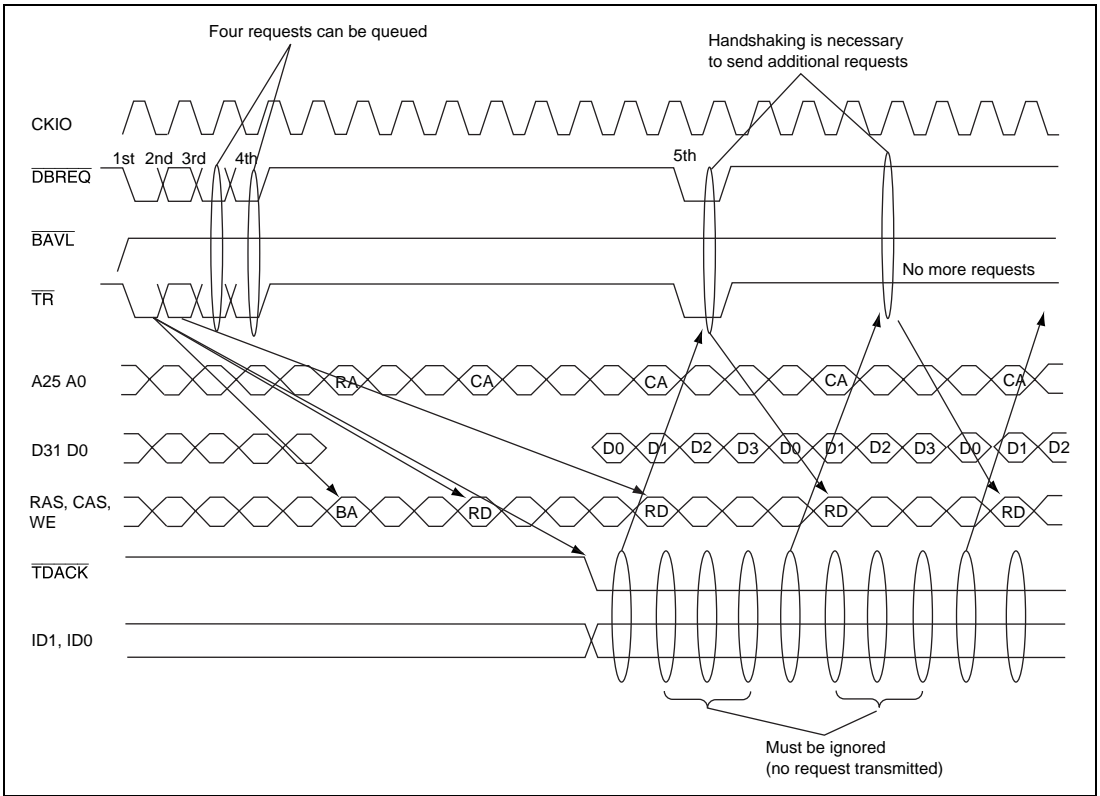 Four requests can be queued
Handshaking is necessary
to send additional requests
CKIO
1st 2nd 3rd 4th 5th
DBREQ
BAVL
No more requests
TR
A25 A0 RA CA CA CA CA
D31 D0 D0 D1 D2 D3 D0 D1 D2 D3 D0 D1 D2
RAS, CAS,
WE BA RD RD RD RD
TDACK
ID1, ID0
Must be ignored
(no request transmitted)